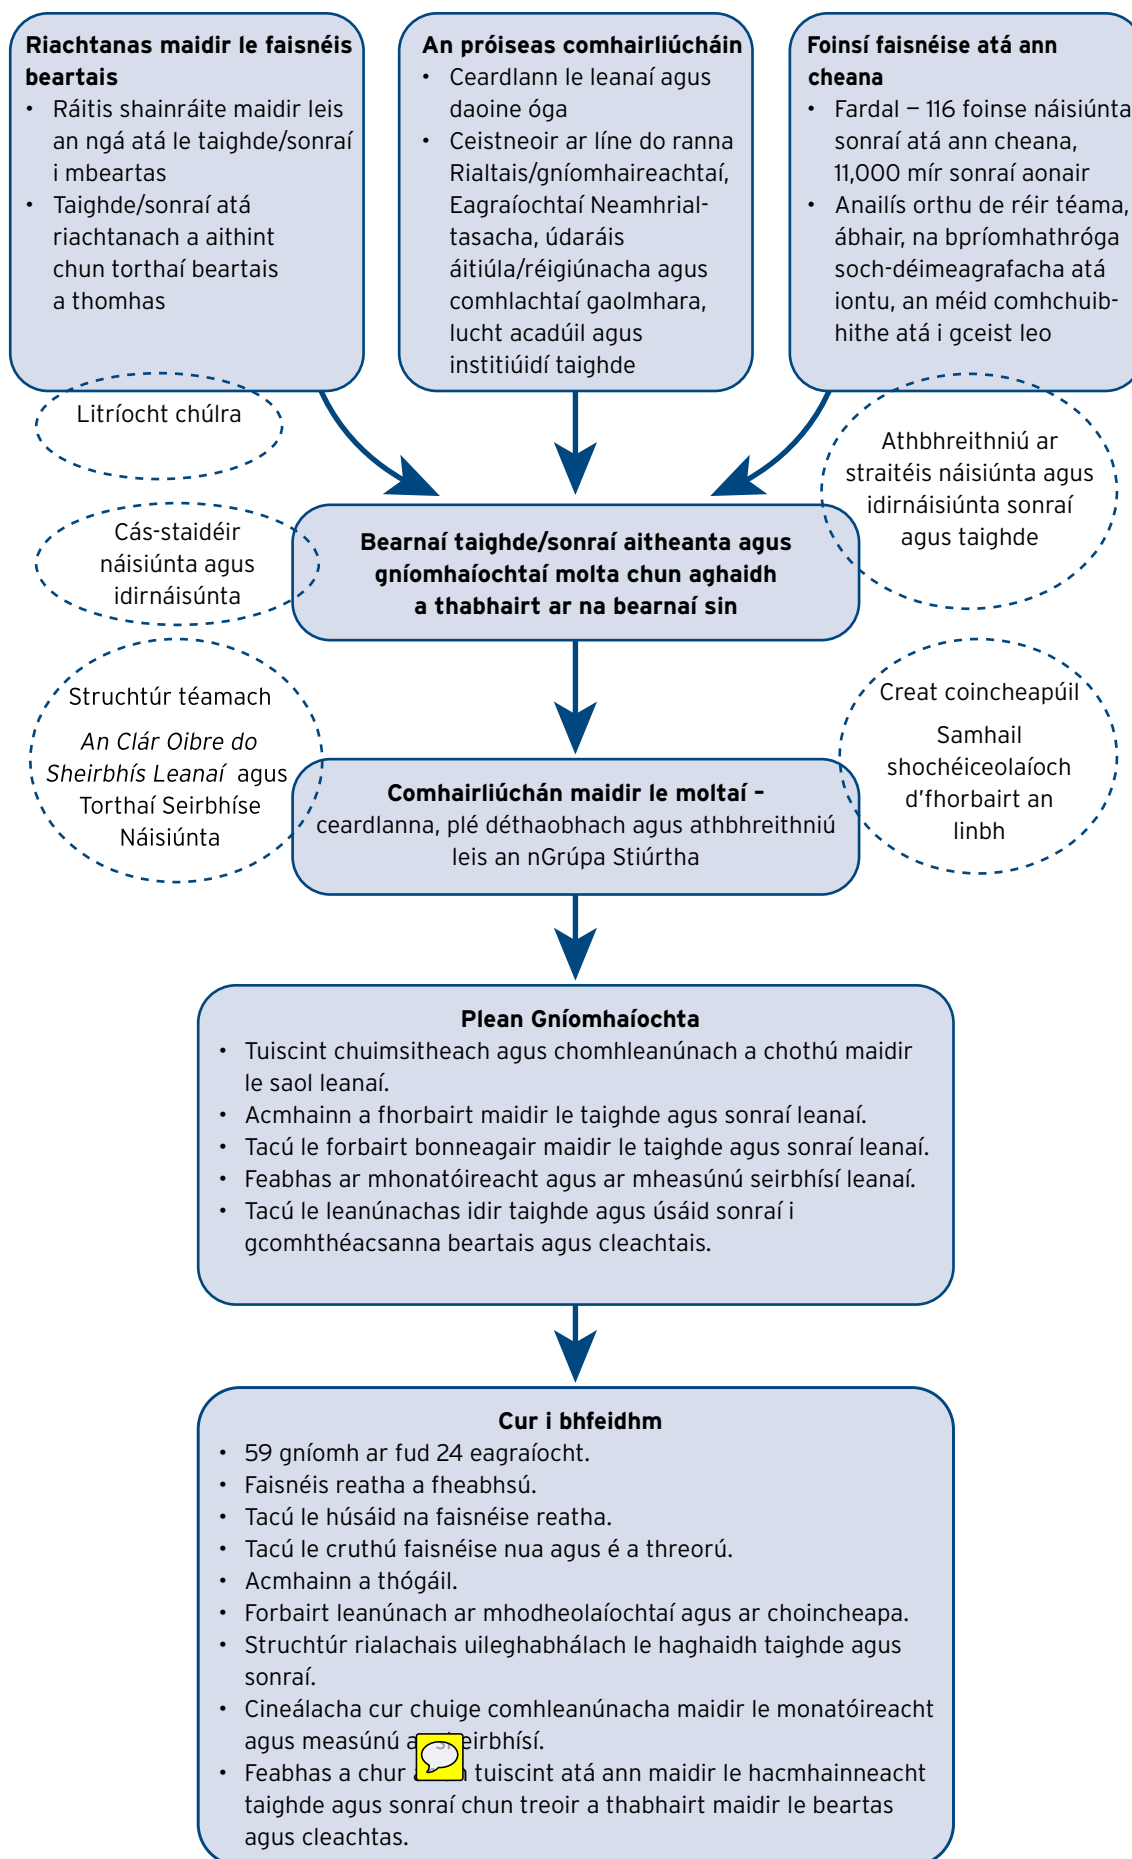 Riachtanas maidir le faisnéis
beartais
• Ráitis shainráite maidir leis
an ngá atá le taighde/sonraí
i mbeartas
• Taighde/sonraí atá
riachtanach a aithint
chun torthaí beartais
a thomhas
An próiseas comhairliúcháin
• Ceardlann le leanaí agus
daoine óga
• Ceistneoir ar líne do ranna
Rialtais/gníomhaireachtaí,
Eagraíochtaí Neamhrial-
tasacha, údaráis
áitiúla/réigiúnacha agus
comhlachtaí gaolmhara,
lucht acadúil agus
institiúidí taighde
Foinsí faisnéise atá ann
cheana
• Fardal – 116 foinse náisiúnta
sonraí atá ann cheana,
11,000 mír sonraí aonair
• Anailís orthu de réir téama,
ábhair, na bpríomhathróga
soch-déimeagrafacha atá
iontu, an méid comhchuib-
hithe atá i gceist leo
Litríocht chúlra
Athbhreithniú ar
straitéis náisiúnta agus
idirnáisiúnta sonraí
agus taighde
Cás-staidéir
náisiúnta agus
idirnáisúnta
Bearnaí taighde/sonraí aitheanta agus
gníomhaíochtaí molta chun aghaidh
a thabhairt ar na bearnaí sin
Struchtúr téamach
An Clár Oibre do
Sheirbhís Leanaí agus
Torthaí Seirbhíse
Náisiúnta
Creat coincheapúil
Samhail
shochéiceolaíoch
d'fhorbairt an
linbh
Comhairliúchán maidir le moltaí –
ceardlanna, plé déthaobhach agus athbhreithniú
leis an nGrúpa Stiúrtha
Plean Gníomhaíochta
• Tuiscint chuimsitheach agus chomhleanúnach a chothú maidir
le saol leanaí.
• Acmhainn a fhorbairt maidir le taighde agus sonraí leanaí.
• Tacú le forbairt bonneagair maidir le taighde agus sonraí leanaí.
• Feabhas ar mhonatóireacht agus ar mheasúnú seirbhísí leanaí.
• Tacú le leanúnachas idir taighde agus úsáid sonraí i
gcomhthéacsanna beartais agus cleachtais.
Cur i bhfeidhm
• 59 gníomh ar fud 24 eagraíocht.
• Faisnéis reatha a fheabhsú.
• Tacú le húsáid na faisnéise reatha.
• Tacú le cruthú faisnéise nua agus é a threorú.
• Acmhainn a thógáil.
• Forbairt leanúnach ar mhodheolaíochtaí agus ar choincheapa.
• Struchtúr rialachais uileghabhálach le haghaidh taighde agus
sonraí.
• Cineálacha cur chuige comhleanúnacha maidir le monatóireacht
agus measúnú
• Feabhas a chur tuiscint atá ann maidir le hacmhainneacht
taighde agus sonraí chun treoir a thabhairt maidir le beartas
agus cleachtas.